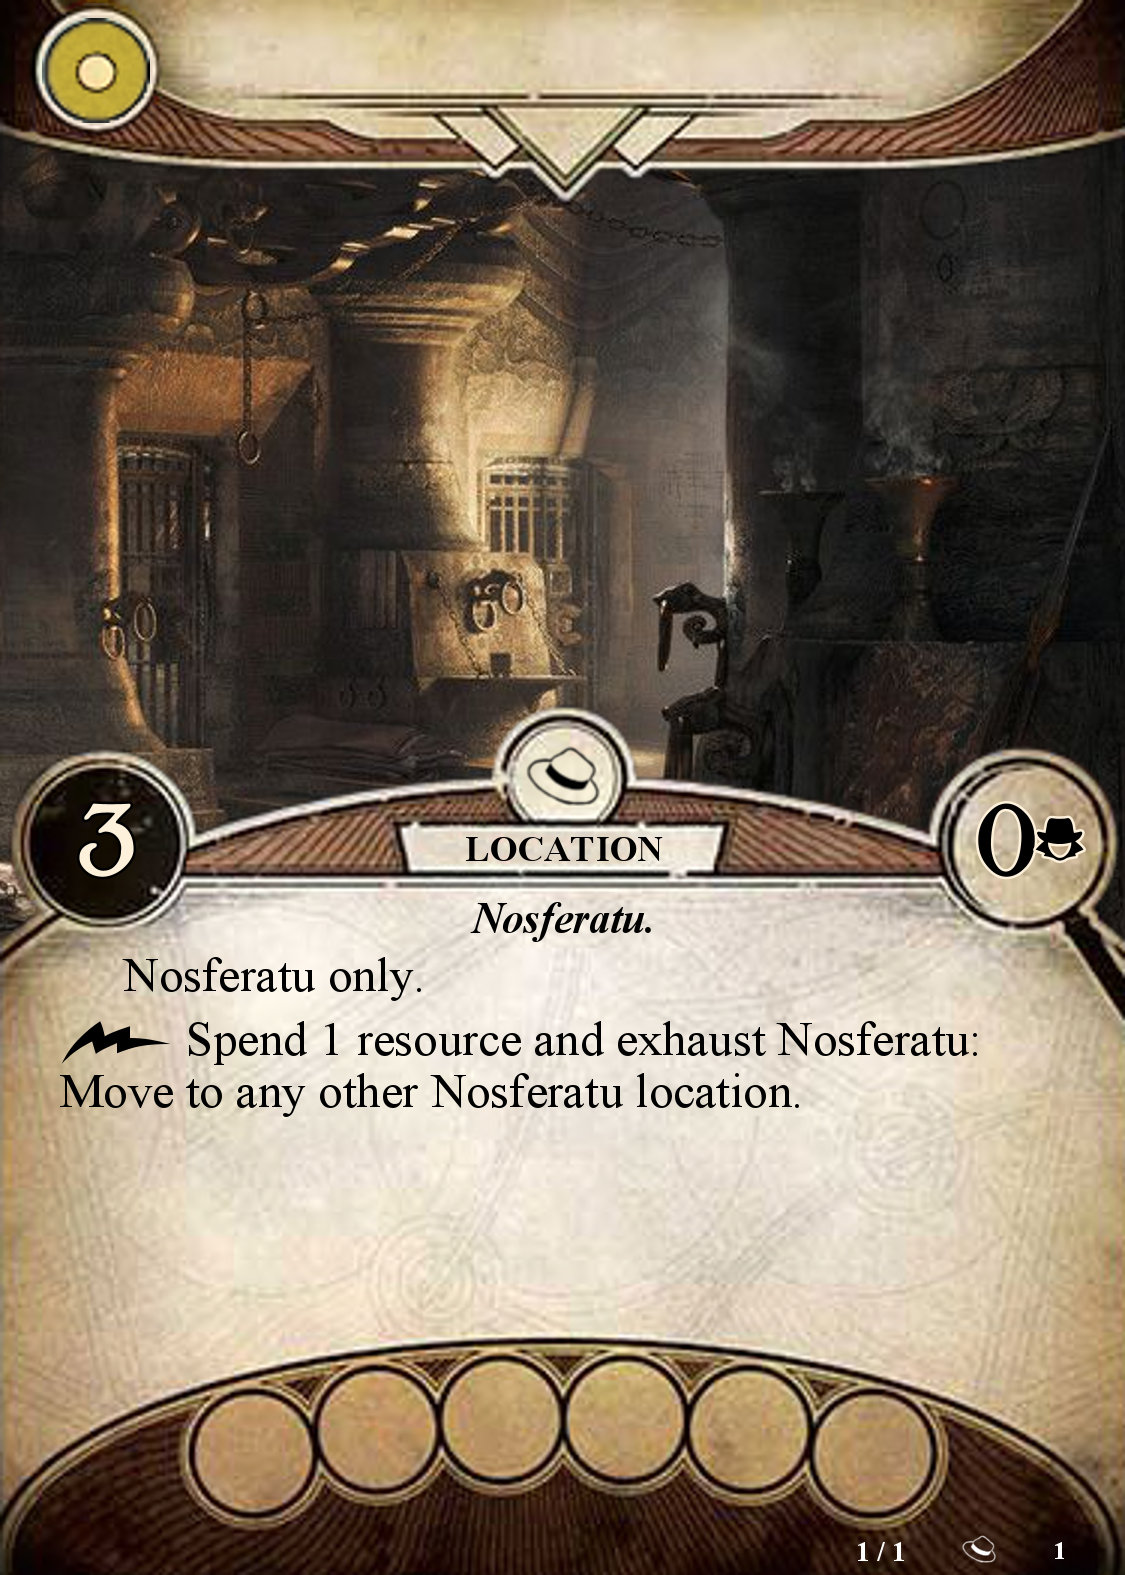 3
0
LOCATION
Nosferatu.
Nosferatu only.
Spend 1 resource and exhaust Nosferatu:
Move to any other Nosferatu location.
1 / 1
1